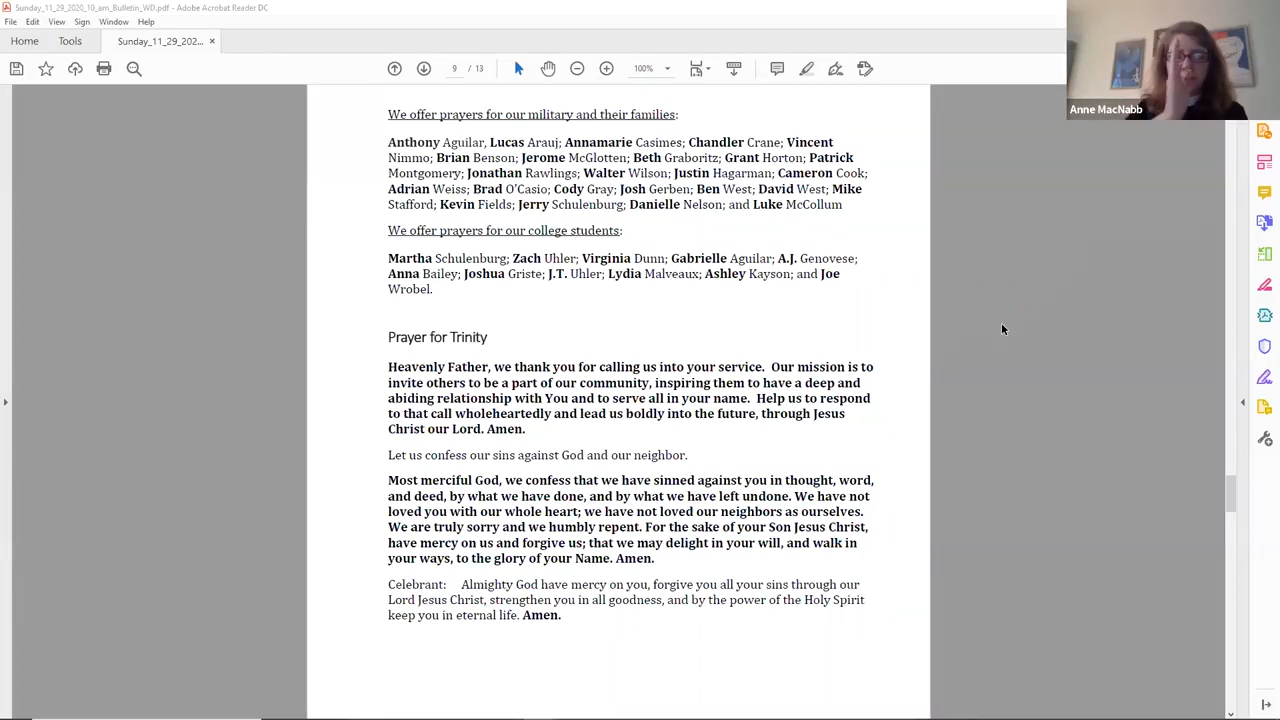 Sunday_11_29_2020_10_am_Bulletin_WD.pdf - Adobe Acrobat Reader DC
File Edit View Sign Window Help
Home Tools Sunday_11_29_202... ×
9 / 13 100%
Anne MacNabb
We offer prayers for our military and their families:
Anthony Aguilar, Lucas Arauj; Annamarie Casimes; Chandler Crane; Vincent
Nimmo; Brian Benson; Jerome McGlotten; Beth Graboritz; Grant Horton; Patrick
Montgomery; Jonathan Rawlings; Walter Wilson; Justin Hagarman; Cameron Cook;
Adrian Weiss; Brad O'Casio; Cody Gray; Josh Gerben; Ben West; David West; Mike
Stafford; Kevin Fields; Jerry Schulenburg; Danielle Nelson; and Luke McCollum
We offer prayers for our college students:
Martha Schulenburg; Zach Uhler; Virginia Dunn; Gabrielle Aguilar; A.J. Genovese;
Anna Bailey; Joshua Griste; J.T. Uhler; Lydia Malveaux; Ashley Kayson; and Joe
Wrobel.
Prayer for Trinity
Heavenly Father, we thank you for calling us into your service. Our mission is to
invite others to be a part of our community, inspiring them to have a deep and
abiding relationship with You and to serve all in your name. Help us to respond
to that call wholeheartedly and lead us boldly into the future, through Jesus
Christ our Lord. Amen.
Let us confess our sins against God and our neighbor.
Most merciful God, we confess that we have sinned against you in thought, word,
and deed, by what we have done, and by what we have left undone. We have not
loved you with our whole heart; we have not loved our neighbors as ourselves.
We are truly sorry and we humbly repent. For the sake of your Son Jesus Christ,
have mercy on us and forgive us; that we may delight in your will, and walk in
your ways, to the glory of your Name. Amen.
Celebrant: Almighty God have mercy on you, forgive you all your sins through our
Lord Jesus Christ, strengthen you in all goodness, and by the power of the Holy Spirit
keep you in eternal life. Amen.